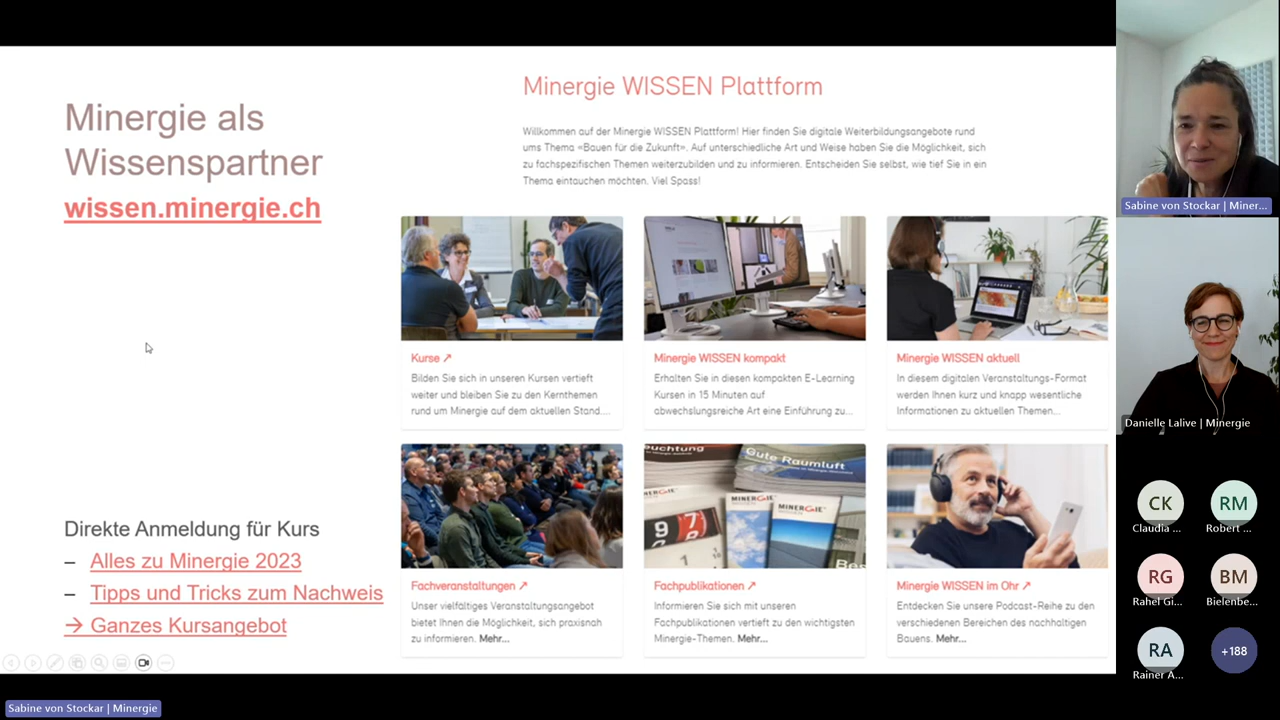 Minergie als
Wissenspartner
wissen.minergie.ch
Direkte Anmeldung für Kurs
– Alles zu Minergie 2023
– Tipps und Tricks zum Nachweis
→ Ganzes Kursangebot
Minergie WISSEN Plattform
Willkommen auf der Minergie WISSEN Plattform! Hier finden Sie digitale Weiterbildungsangebote rund
ums Thema «Bauen für die Zukunft». Auf unterschiedliche Art und Weise haben Sie die Möglichkeit, sich
zu fachspezifischen Themen weiterzubilden und zu informieren. Entscheiden Sie selbst, wie tief Sie in ein
Thema eintauchen möchten. Viel Spass!
Kurse ↗
Bilden Sie sich in unseren Kursen vertieft
weiter und bleiben Sie zu den Kernthemen
rund um Minergie auf dem aktuellen Stand....
Minergie WISSEN kompakt
Erhalten Sie in diesen kompakten E-Learning
Kursen in 15 Minuten auf
abwechslungsreiche Art eine Einführung zu...
Minergie WISSEN aktuell
In diesem digitalen Veranstaltungs-Format
werden Ihnen kurz und knapp wesentliche
Informationen zu aktuellen Themen...
euchtung
Gute Raumluft
MINERGIE
MINERGIE
MINERGIE
9 7
1
Bes
Fachveranstaltungen ↗
Unser vielfältiges Veranstaltungsangebot
bietet Ihnen die Möglichkeit, sich praxisnah
zu informieren. Mehr...
Fachpublikationen ↗
Informieren Sie sich mit unseren
Fachpublikationen vertieft zu den wichtigsten
Minergie-Themen. Mehr...
Minergie WISSEN im Ohr ↗
Entdecken Sie unsere Podcast-Reihe zu den
verschiedenen Bereichen des nachhaltigen
Bauens. Mehr...
Sabine von Stockar | Miner...
Danielle Lalive | Minergie
CK
Claudia ...
RM
Robert ...
RG
Rahel Gi...
BM
Bielenbe...
RA
Rainer A...
+188
Sabine von Stockar | Minergie